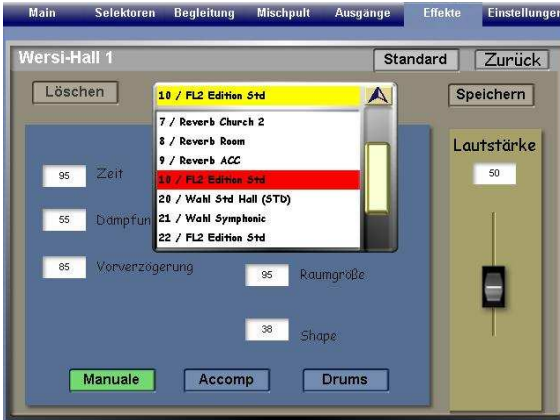 Main Selektoren Begleitung Mischpult Ausgänge Effekte Einstellungen
Wersi-Hall 1 Standard Zurück
Löschen 10 / FL2 Edition Std Speichern
7 / Reverb Church 2
8 / Reverb Room
9 / Reverb ACC
10 / FL2 Edition Std
20 / Wahl Std Hall (STD)
21 / Wahl Symphonic
22 / FL2 Edition Std
Lautstärke
50
95 Zeit
55 Dämpfun
85 Vorverzögerung
95 Raumgröße
38 Shape
Manuale Accomp Drums